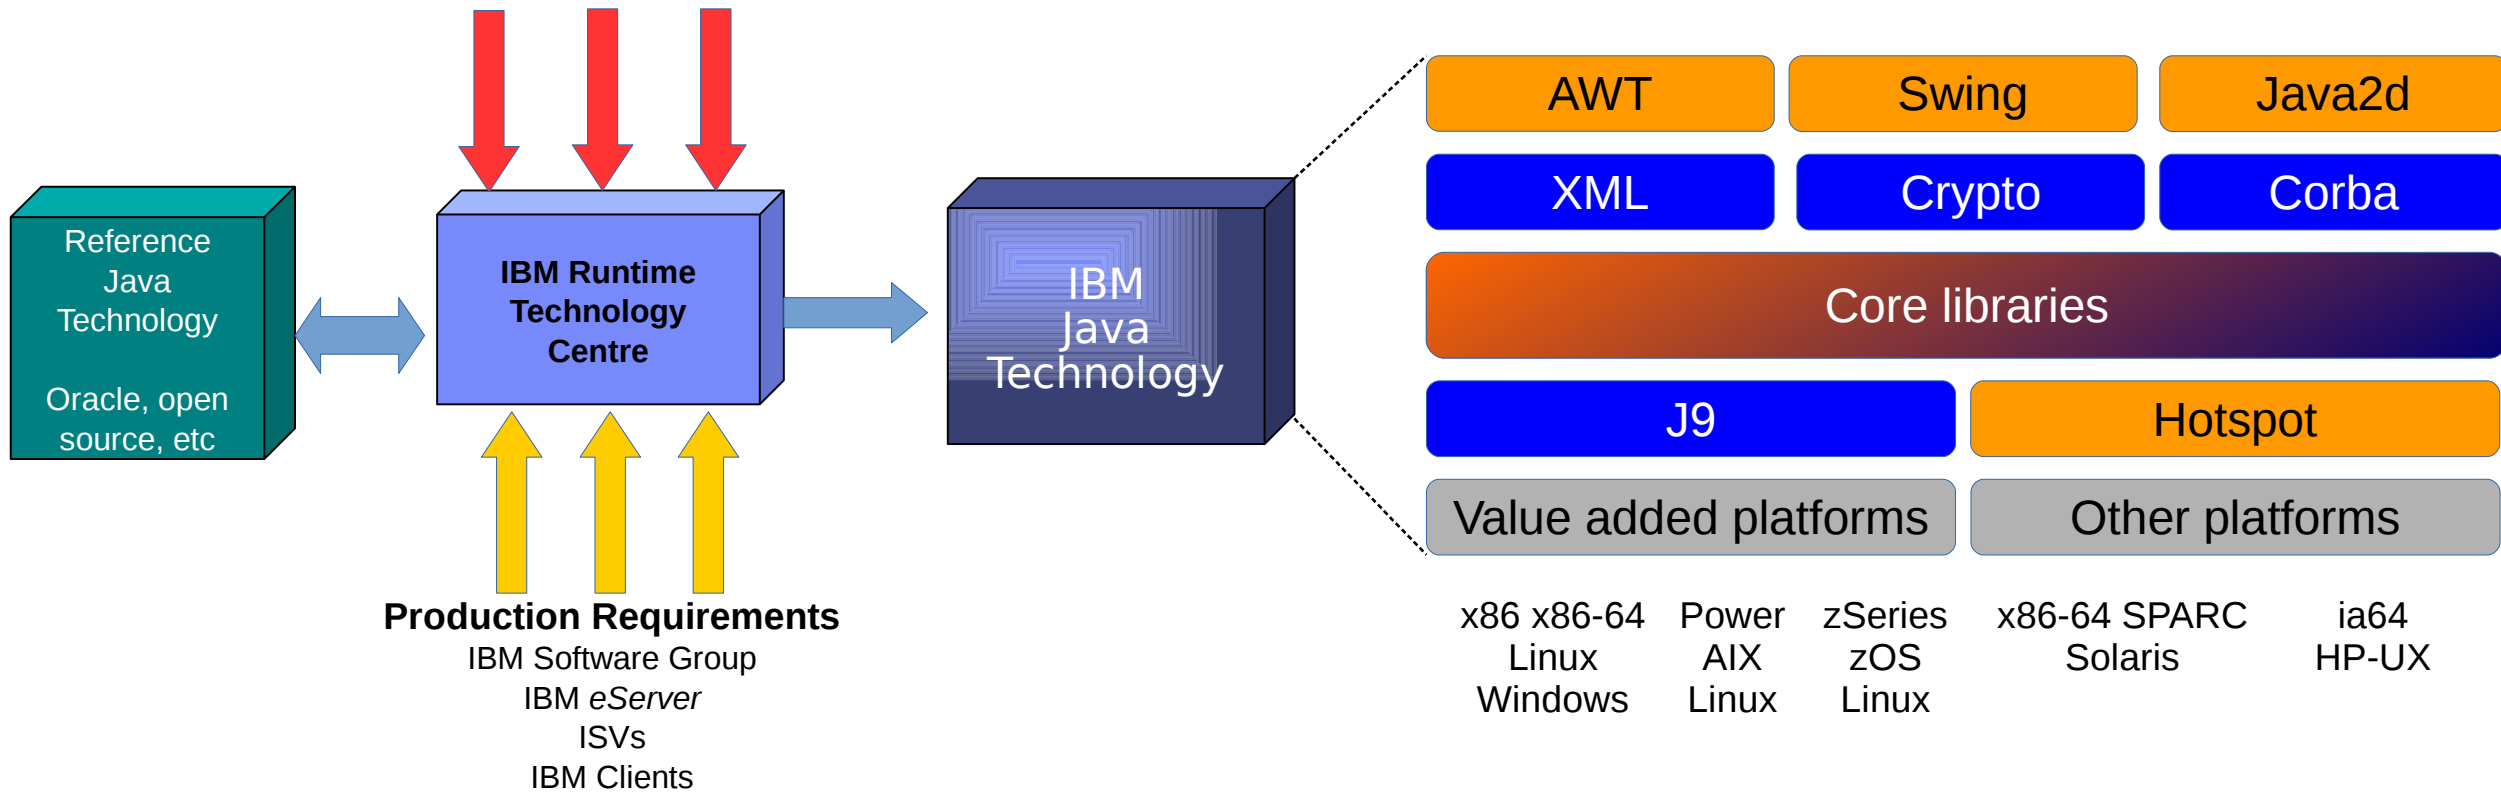 Reference
Java
Technology
Oracle, open
source, etc
IBM Runtime
Technology
Centre
Production Requirements
IBM Software Group
IBM eServer
ISVs
IBM Clients
IBM
Java
Technology
AWT
Swing
Java2d
XML
Crypto
Corba
Core libraries
J9
Hotspot
Value added platforms
Other platforms
x86 x86-64
Linux
Windows
Power
AIX
Linux
zSeries
zOS
Linux
x86-64 SPARC
Solaris
ia64
HP-UX